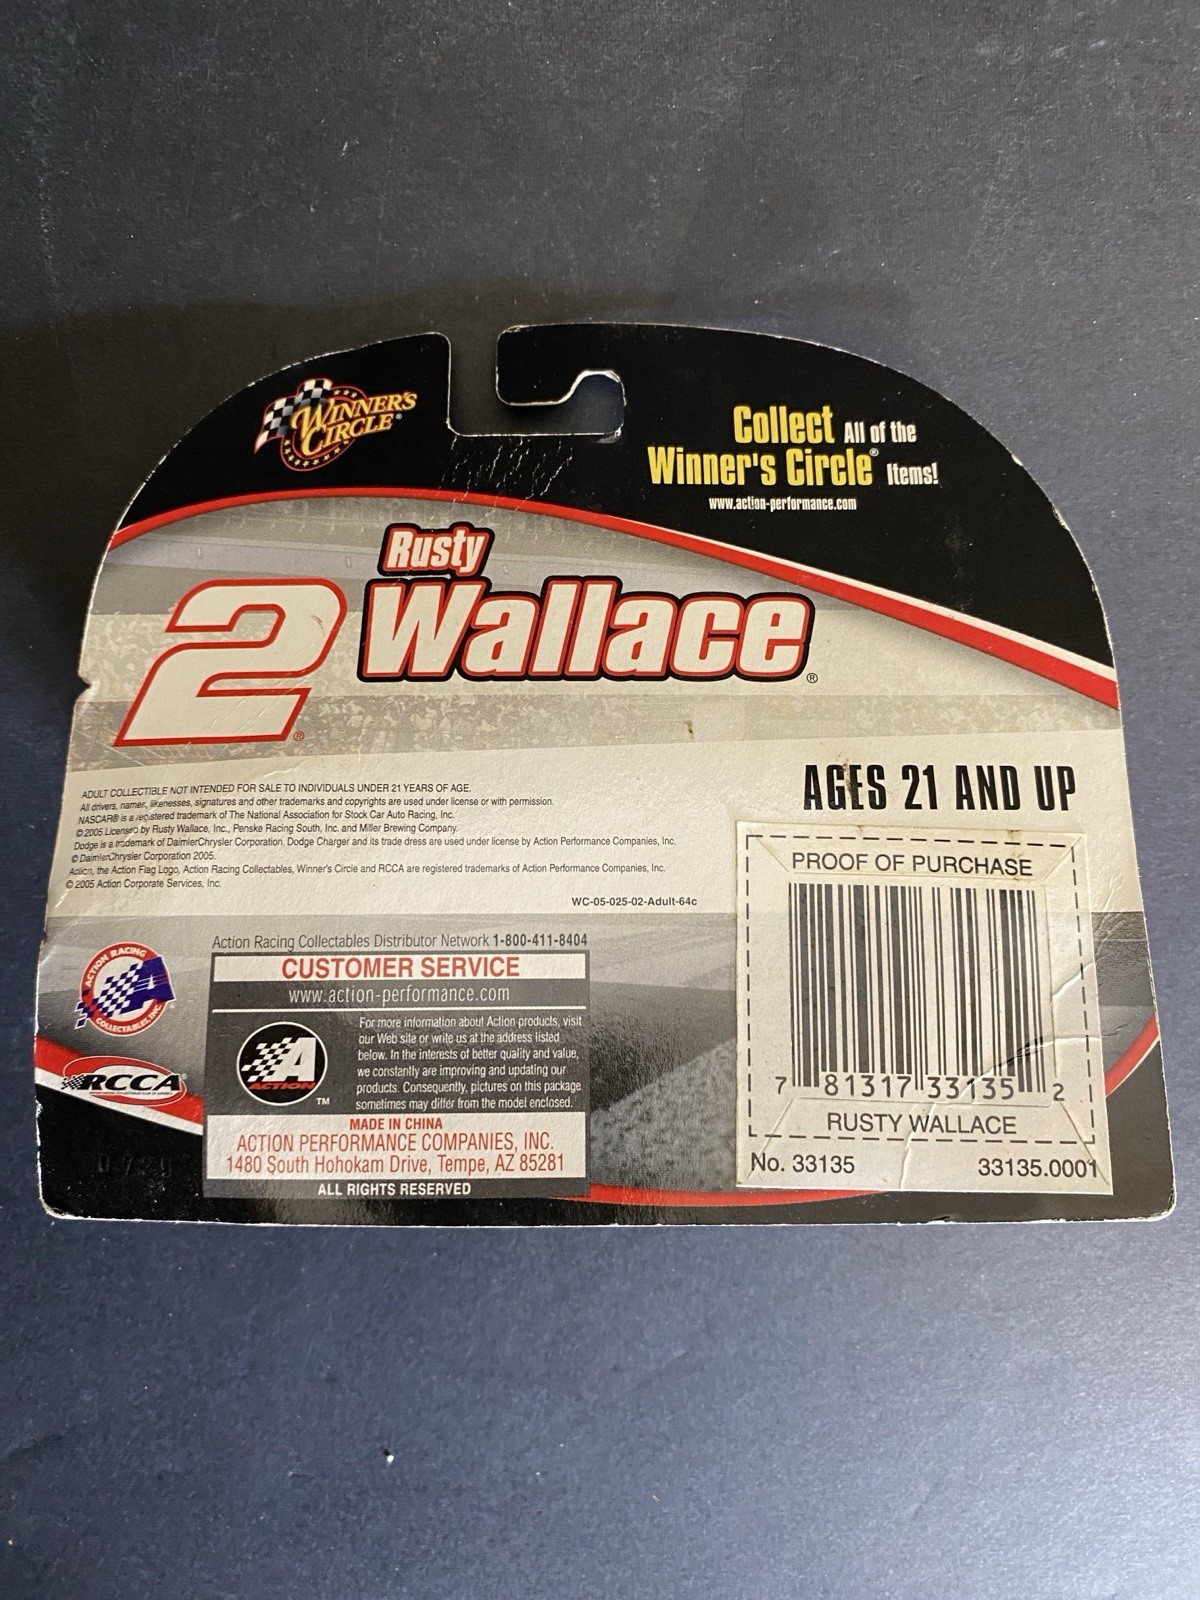 WINNER'S
CIRCLE®
Collect All of the
Winner's Circle® Items!
www.action-performance.com
Rusty
2® Wallace®
AGES 21 AND UP
ADULT COLLECTIBLE NOT INTENDED FOR SALE TO INDIVIDUALS UNDER 21 YEARS OF AGE.
All drivers, names, likenesses, signatures and other trademarks and copyrights are used under license or with permission.
NASCAR® is a registered trademark of The National Association for Stock Car Auto Racing, Inc.
© 2005 Licensed by Rusty Wallace, Inc., Penske Racing South, Inc. and Miller Brewing Company.
Dodge is a trademark of DaimlerChrysler Corporation. Dodge Charger and its trade dress are used under license by Action Performance Companies, Inc.
© DaimlerChrysler Corporation 2005.
Action, the Action Flag Logo, Action Racing Collectables, Winner's Circle and RCCA are registered trademarks of Action Performance Companies, Inc.
© 2005 Action Corporate Services, Inc.
WC-05-025-02-Adult-64c
ACTION RACING
COLLECTABLES, INC.
RCCA®
Action Racing Collectables Distributor Network 1-800-411-8404
CUSTOMER SERVICE
www.action-performance.com
A
ACTION
™
For more information about Action products, visit
our Web site or write us at the address listed
below. In the interests of better quality and value,
we constantly are improving and updating our
products. Consequently, pictures on this package
sometimes may differ from the model enclosed.
MADE IN CHINA
ACTION PERFORMANCE COMPANIES, INC.
1480 South Hohokam Drive, Tempe, AZ 85281
ALL RIGHTS RESERVED
PROOF OF PURCHASE
7 81317 33135 2
RUSTY WALLACE
No. 33135 33135.0001